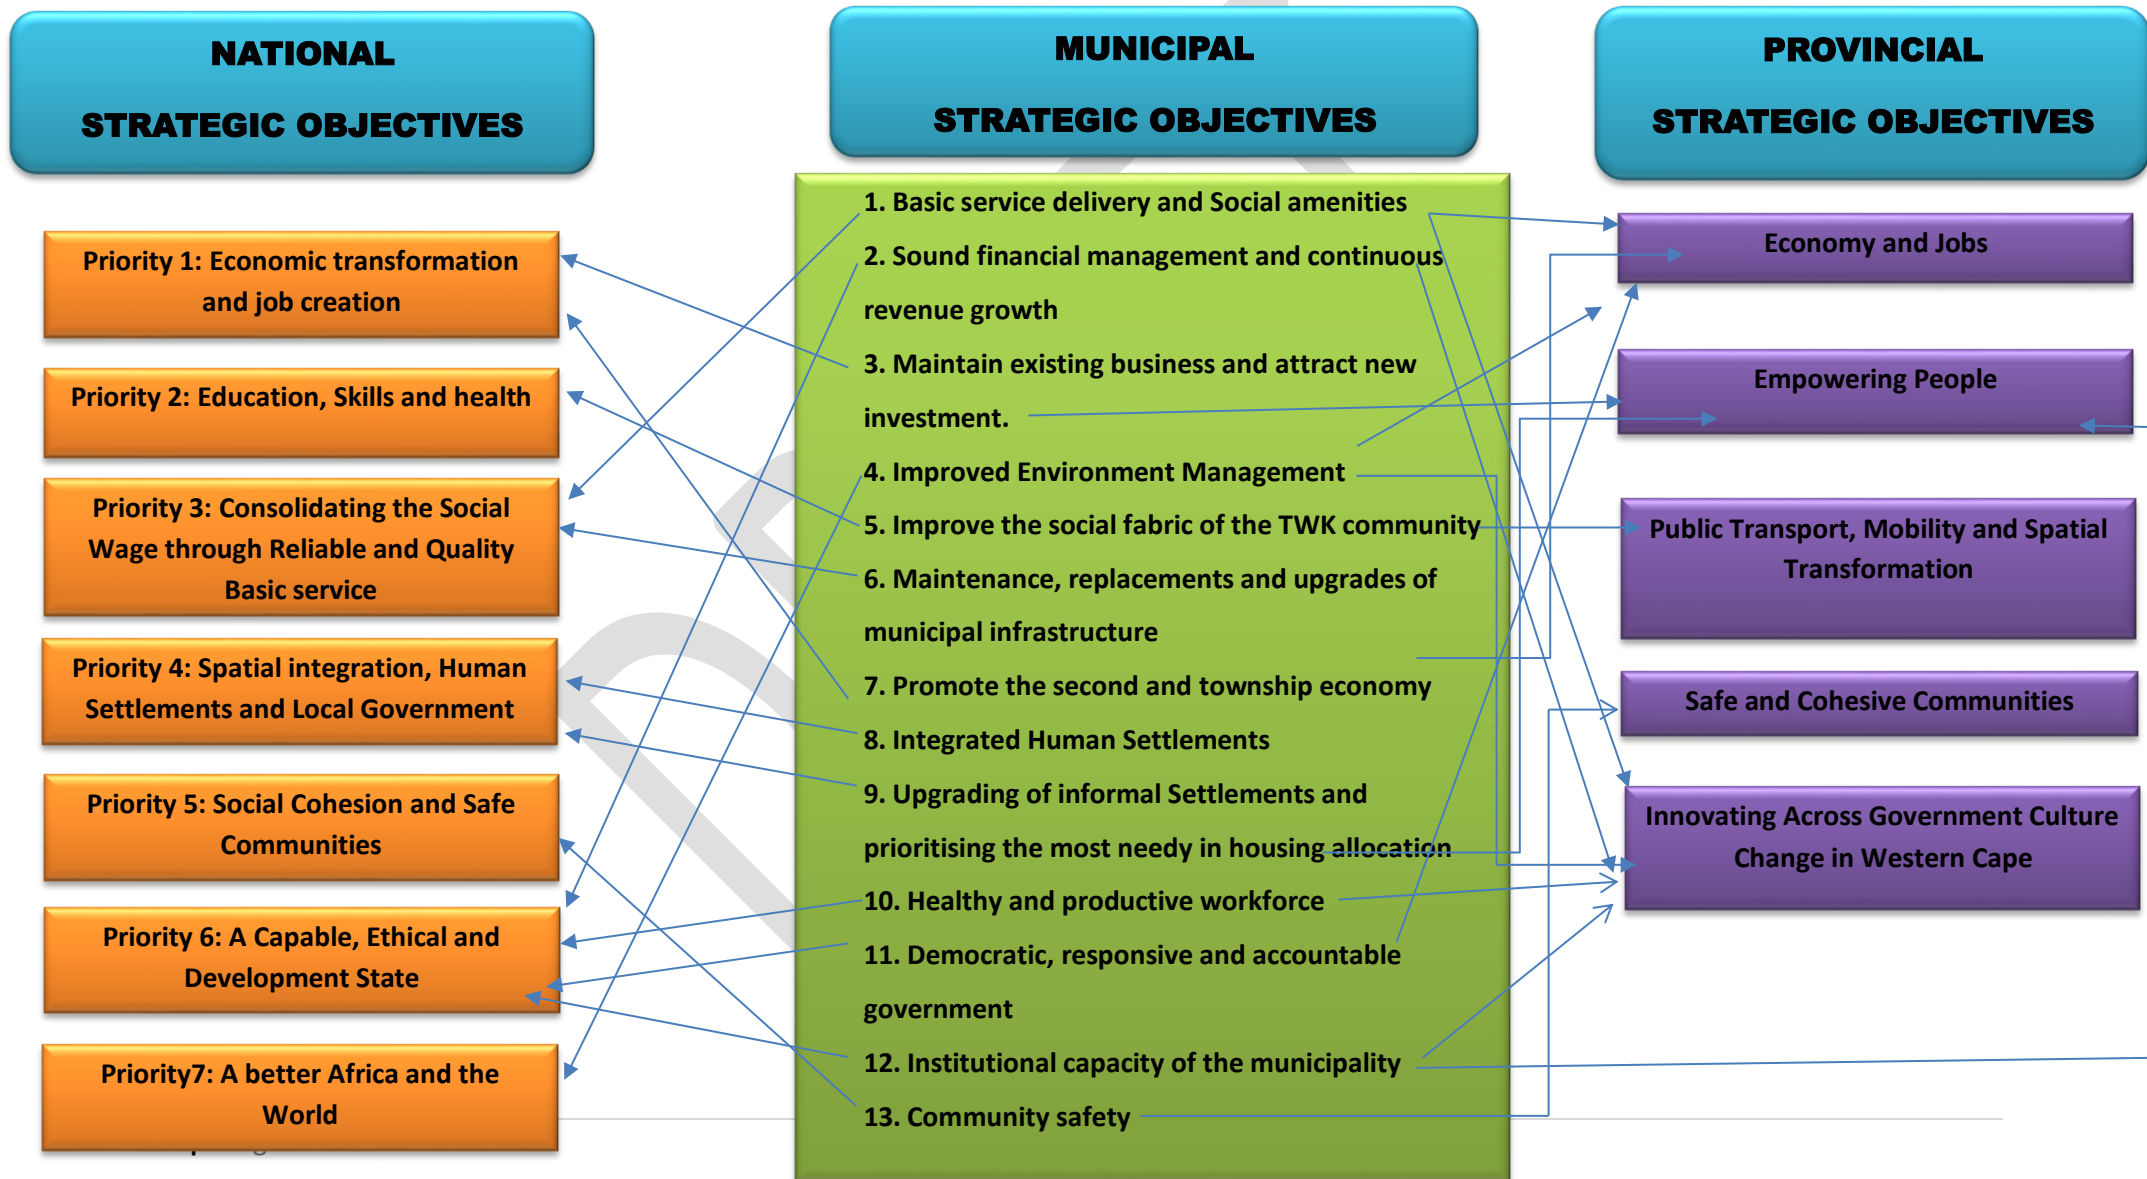 NATIONAL
STRATEGIC OBJECTIVES
Priority 1: Economic transformation
and job creation
Priority 2: Education, Skills and health
Priority 3: Consolidating the Social
Wage through Reliable and Quality
Basic service
Priority 4: Spatial integration, Human
Settlements and Local Government
Priority 5: Social Cohesion and Safe
Communities
Priority 6: A Capable, Ethical and
Development State
Priority7: A better Africa and the
World
MUNICIPAL
STRATEGIC OBJECTIVES
1. Basic service delivery and Social amenities
2. Sound financial management and continuous
revenue growth
3. Maintain existing business and attract new
investment.
4. Improved Environment Management
5. Improve the social fabric of the TWK community
6. Maintenance, replacements and upgrades of
municipal infrastructure
7. Promote the second and township economy
8. Integrated Human Settlements
9. Upgrading of informal Settlements and
prioritising the most needy in housing allocation
10. Healthy and productive workforce
11. Democratic, responsive and accountable
government
12. Institutional capacity of the municipality
13. Community safety
PROVINCIAL
STRATEGIC OBJECTIVES
Economy and Jobs
Empowering People
Public Transport, Mobility and Spatial
Transformation
Safe and Cohesive Communities
Innovating Across Government Culture
Change in Western Cape